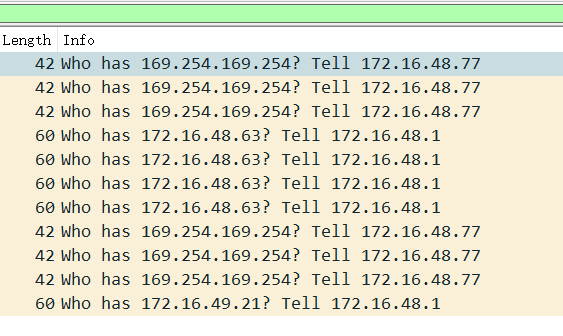 Length Info
42 Who has 169.254.169.254? Tell 172.16.48.77
42 Who has 169.254.169.254? Tell 172.16.48.77
42 Who has 169.254.169.254? Tell 172.16.48.77
60 Who has 172.16.48.63? Tell 172.16.48.1
60 Who has 172.16.48.63? Tell 172.16.48.1
60 Who has 172.16.48.63? Tell 172.16.48.1
60 Who has 172.16.48.63? Tell 172.16.48.1
42 Who has 169.254.169.254? Tell 172.16.48.77
42 Who has 169.254.169.254? Tell 172.16.48.77
42 Who has 169.254.169.254? Tell 172.16.48.77
60 Who has 172.16.49.21? Tell 172.16.48.1